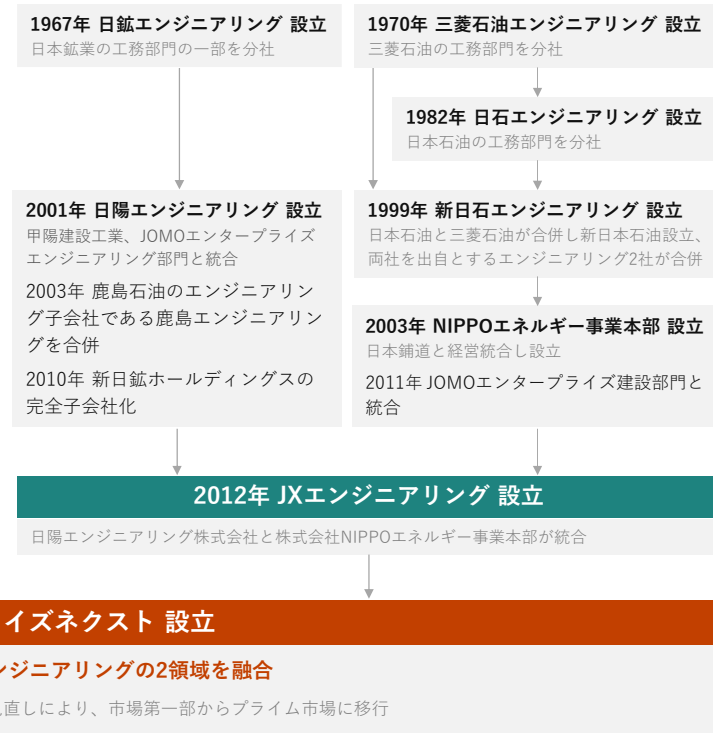 1967年 日鉱エンジニアリング 設立
日本鉱業の工務部門の一部を分社
1970年 三菱石油エンジニアリング 設立
三菱石油の工務部門を分社
1982年 日石エンジニアリング 設立
日本石油の工務部門を分社
2001年 日陽エンジニアリング 設立
甲陽建設工業、JOMOエンタープライズ
エンジニアリング部門と統合
2003年 鹿島石油のエンジニアリン
グ子会社である鹿島エンジニアリン
グを合併
2010年 新日鉱ホールディングスの
完全子会社化
1999年 新日石エンジニアリング 設立
日本石油と三菱石油が合併し新日本石油設立、
両社を出自とするエンジニアリング2社が合併
2003年 NIPPOエネルギー事業本部 設立
日本鋪道と経営統合し設立
2011年 JOMOエンタープライズ建設部門と
統合
2012年 JXエンジニアリング 設立
日陽エンジニアリング株式会社と株式会社NIPPOエネルギー事業本部が統合
イズネクスト 設立
ンジニアリングの2領域を融合
直しにより、市場第一部からプライム市場に移行